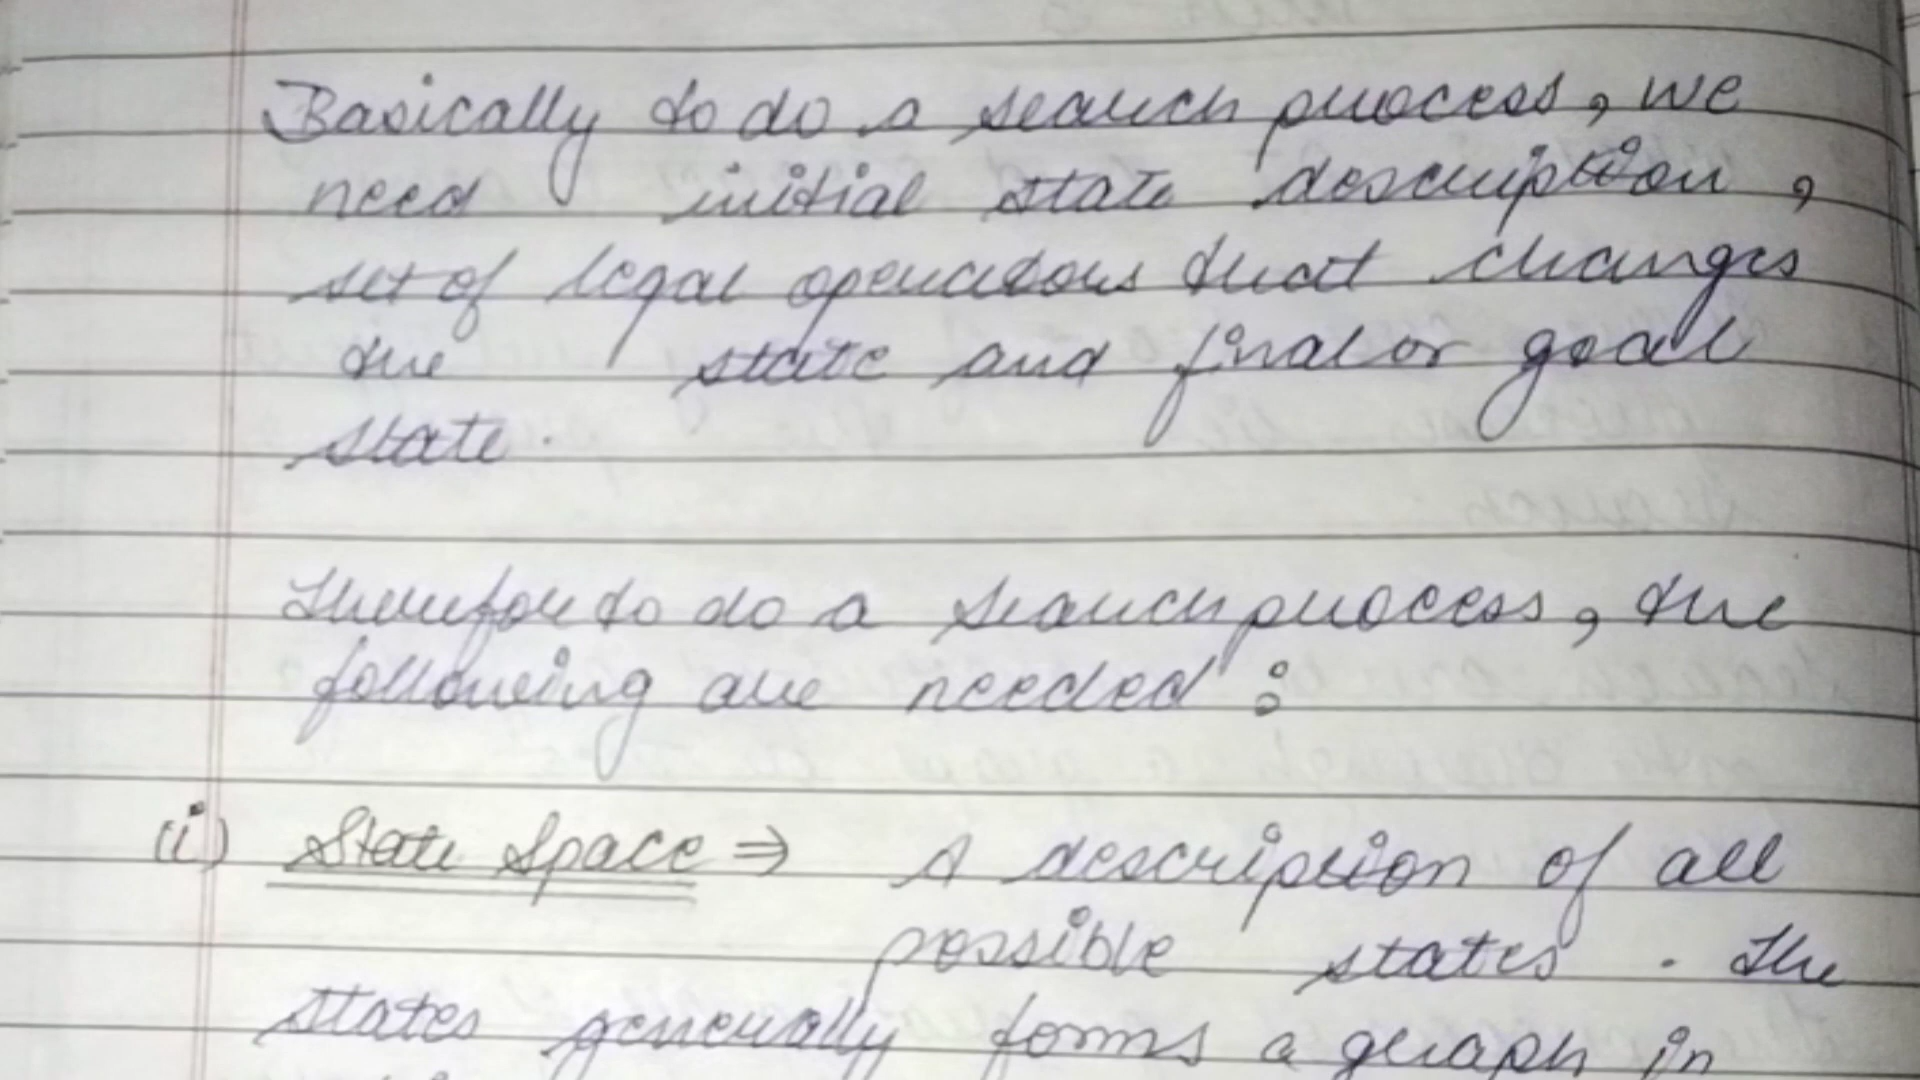 Basically to do a search process, we
need initial state description,
set of legal operators that changes
the state and final or goal
state.
Therefore to do a search process, the
following are needed :
(i) State Space ⇒ A description of all
possible states. The
states generally forms a graph in